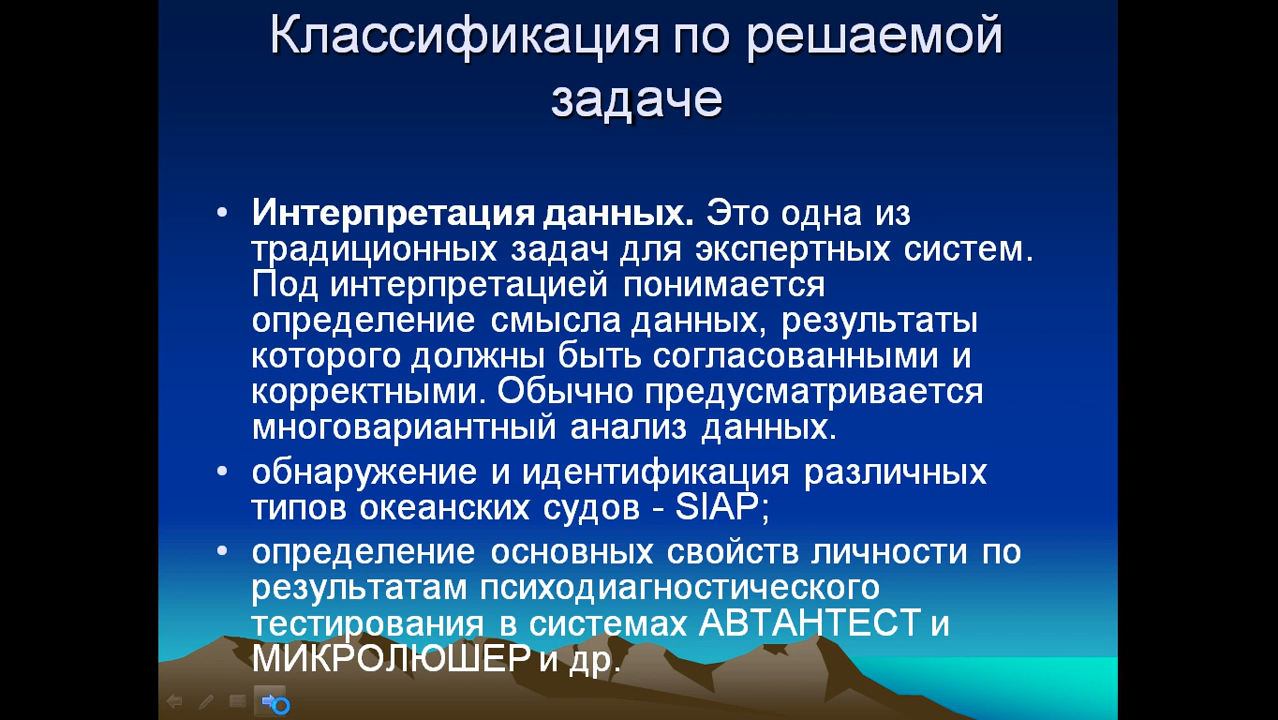 Классификация по решаемой
задаче
• Интерпретация данных. Это одна из
традиционных задач для экспертных систем.
Под интерпретацией понимается
определение смысла данных, результаты
которого должны быть согласованными и
корректными. Обычно предусматривается
многовариантный анализ данных.
• обнаружение и идентификация различных
типов океанских судов - SIAP;
• определение основных свойств личности по
результатам психодиагностического
тестирования в системах АВТАНТЕСТ и
МИКРОЛЮШЕР и др.